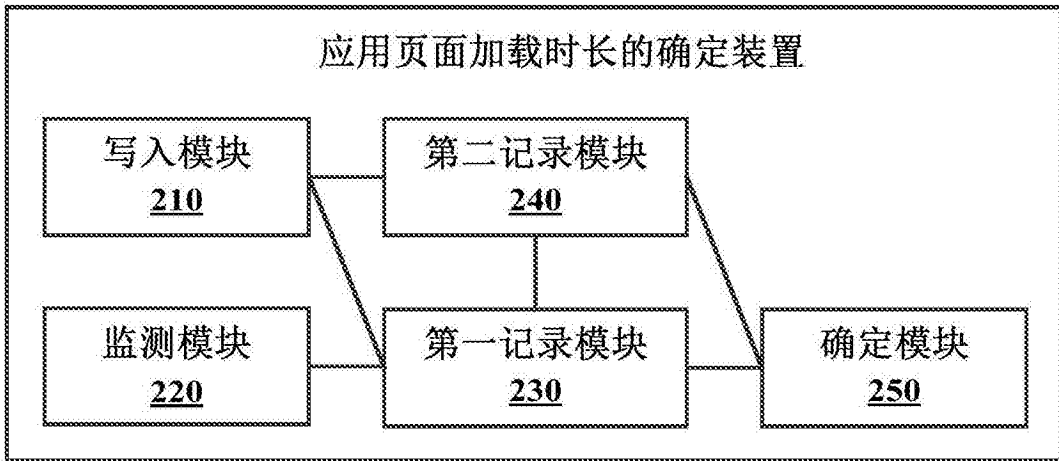 应用页面加载时长的确定装置
写入模块
210
第二记录模块
240
监测模块
220
第一记录模块
230
确定模块
250